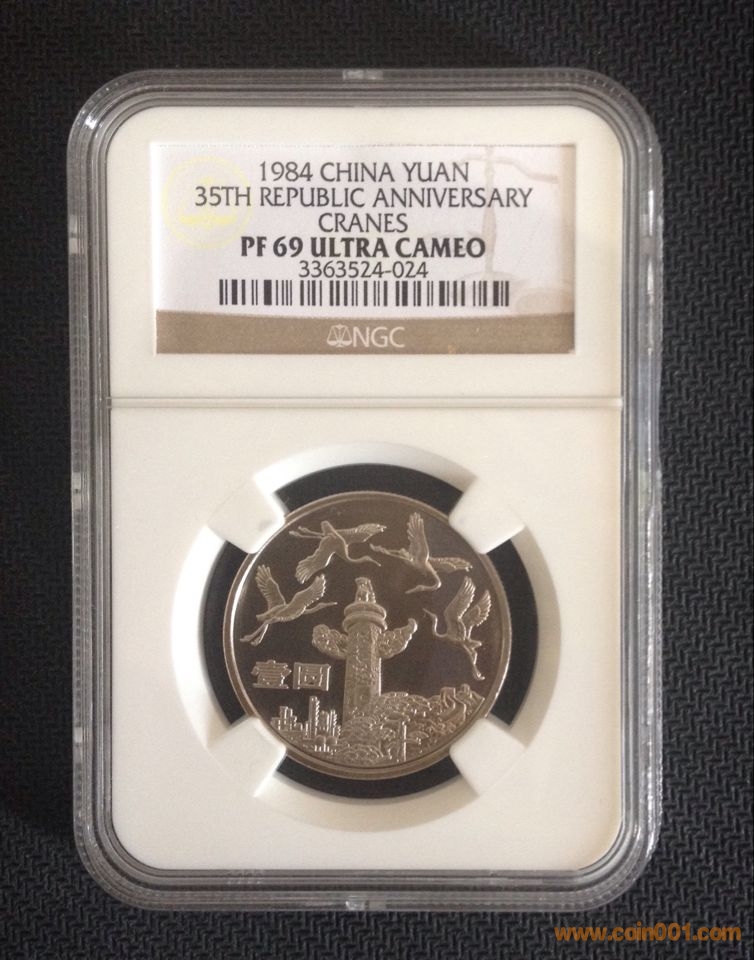 1984 CHINA YUAN
35TH REPUBLIC ANNIVERSARY
CRANES
PF 69 ULTRA CAMEO
3363524-024
NGC
壹圆
www.coin001.com